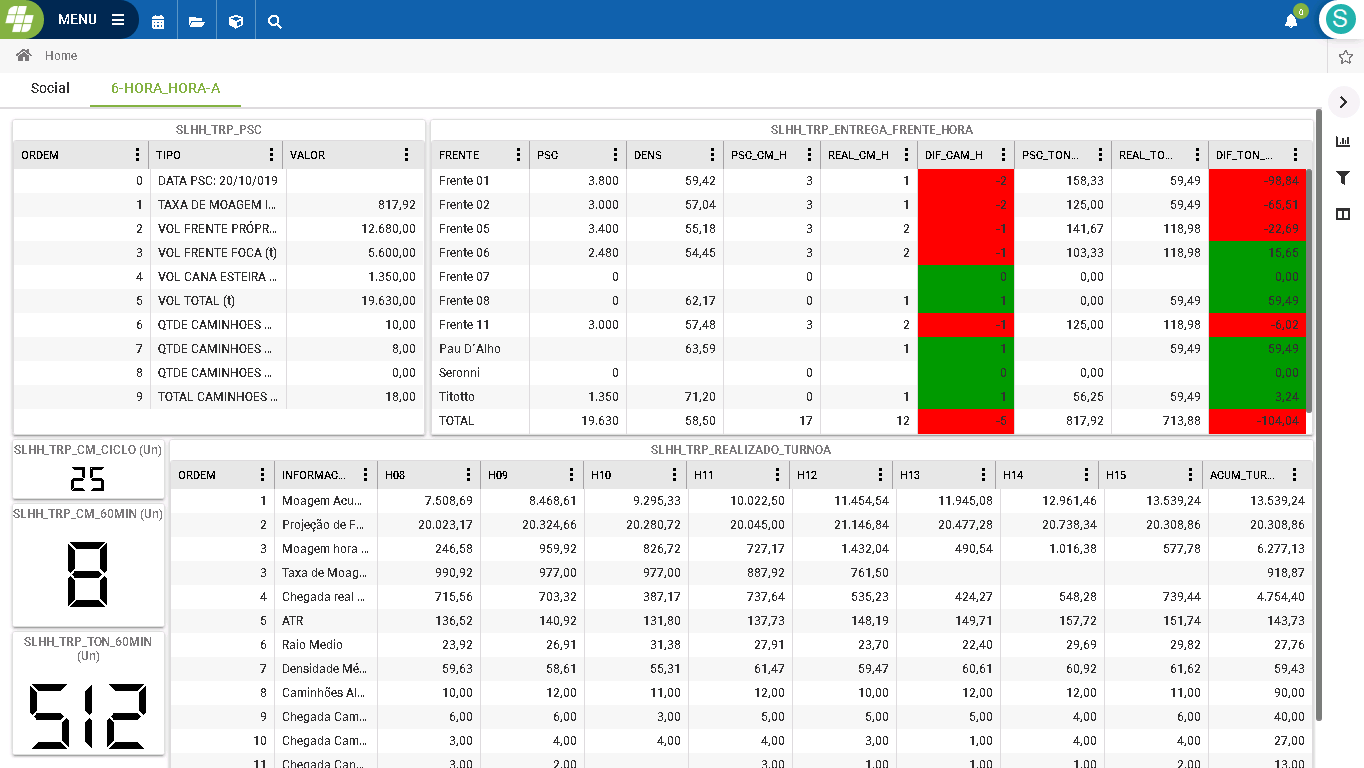 MENU
0
S
Home
Social 6-HORA_HORA-A
SLHH_TRP_PSC
ORDEM TIPO VALOR
0 DATA PSC: 20/10/019
1 TAXA DE MOAGEM I... 817,92
2 VOL FRENTE PRÓPR... 12.680,00
3 VOL FRENTE FOCA (t) 5.600,00
4 VOL CANA ESTEIRA ... 1.350,00
5 VOL TOTAL (t) 19.630,00
6 QTDE CAMINHOES ... 10,00
7 QTDE CAMINHOES ... 8,00
8 QTDE CAMINHOES ... 0,00
9 TOTAL CAMINHOES ... 18,00
SLHH_TRP_ENTREGA_FRENTE_HORA
FRENTE PSC DENS PSC_CM_H REAL_CM_H DIF_CAM_H PSC_TON... REAL_TO... DIF_TON_...
Frente 01 3.800 59,42 3 1 -2 158,33 59,49 -98,84
Frente 02 3.000 57,04 3 1 -2 125,00 59,49 -65,51
Frente 05 3.400 55,18 3 2 -1 141,67 118,98 -22,69
Frente 06 2.480 54,45 3 2 -1 103,33 118,98 15,65
Frente 07 0 0 0 0,00 0,00
Frente 08 0 62,17 0 1 1 0,00 59,49 59,49
Frente 11 3.000 57,48 3 2 -1 125,00 118,98 -6,02
Pau D´Alho 63,59 1 1 59,49 59,49
Seronni 0 0 0 0,00 0,00
Titotto 1.350 71,20 0 1 1 56,25 59,49 3,24
TOTAL 19.630 58,50 17 12 -5 817,92 713,88 -104,04
SLHH_TRP_CM_CICLO (Un)
25
SLHH_TRP_CM_60MIN (Un)
8
SLHH_TRP_TON_60MIN
(Un)
512
SLHH_TRP_REALIZADO_TURNOA
ORDEM INFORMAC... H08 H09 H10 H11 H12 H13 H14 H15 ACUM_TUR...
1 Moagem Acu... 7.508,69 8.468,61 9.295,33 10.022,50 11.454,54 11.945,08 12.961,46 13.539,24 13.539,24
2 Projeção de F... 20.023,17 20.324,66 20.280,72 20.045,00 21.146,84 20.477,28 20.738,34 20.308,86 20.308,86
3 Moagem hora ... 246,58 959,92 826,72 727,17 1.432,04 490,54 1.016,38 577,78 6.277,13
3 Taxa de Moag... 990,92 977,00 977,00 887,92 761,50 918,87
4 Chegada real ... 715,56 703,32 387,17 737,64 535,23 424,27 548,28 739,44 4.754,40
5 ATR 136,52 140,92 131,80 137,73 148,19 149,71 157,72 151,74 143,73
6 Raio Medio 23,92 26,91 31,38 27,91 23,70 22,40 29,69 29,82 27,76
7 Densidade Mé... 59,63 58,61 55,31 61,47 59,47 60,61 60,92 61,62 59,43
8 Caminhões Al... 10,00 12,00 11,00 12,00 10,00 12,00 12,00 11,00 90,00
9 Chegada Cam... 6,00 6,00 3,00 5,00 5,00 5,00 4,00 6,00 40,00
10 Chegada Cam... 3,00 4,00 4,00 4,00 3,00 1,00 4,00 4,00 27,00
11 Chegada Can... 3,00 2,00 3,00 1,00 1,00 1,00 2,00 13,00